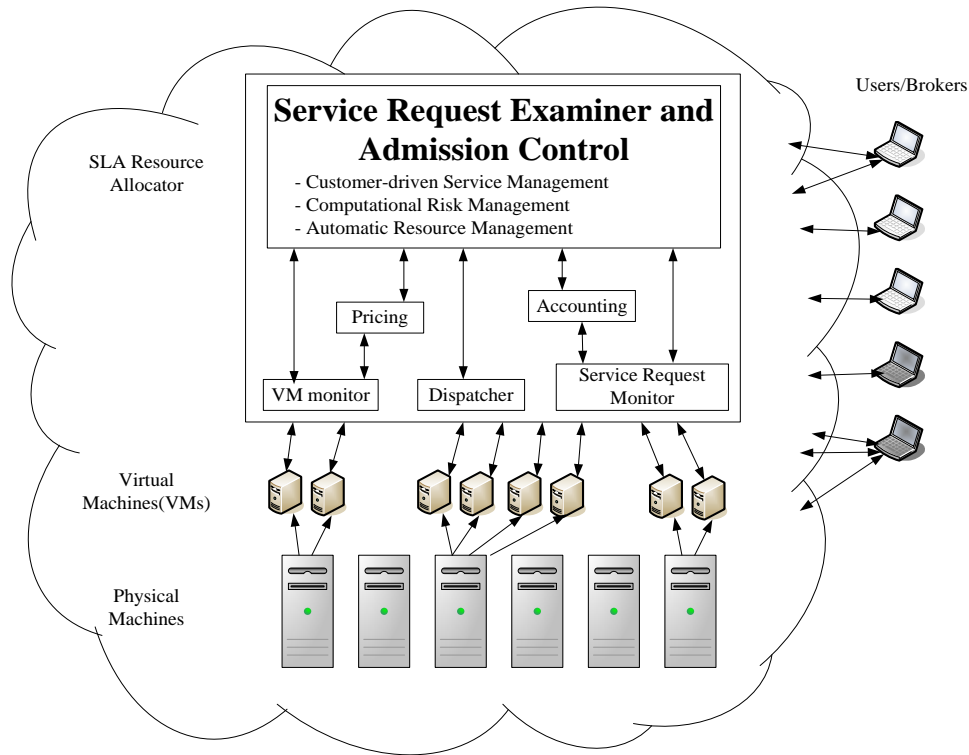 Users/Brokers
Service Request Examiner and
Admission Control
- Customer-driven Service Management
- Computational Risk Management
- Automatic Resource Management
SLA Resource
Allocator
Pricing
Accounting
VM monitor
Dispatcher
Service Request
Monitor
Virtual
Machines(VMs)
Physical
Machines